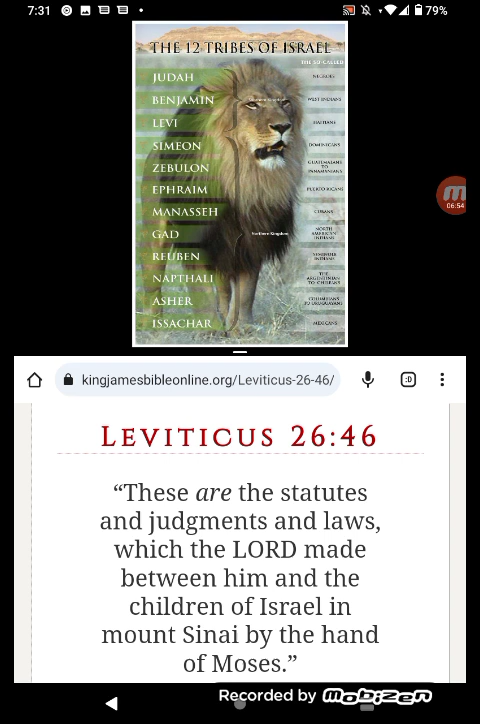 7:31
79%
THE 12 TRIBES OF ISRAEL
THE SO CALLED
JUDAH
NEGROES
BENJAMIN
WEST INDIANS
LEVI
HAITIANS
SIMEON
DOMINICANS
ZEBULON
GUATEMALANS
TO
PANAMANIANS
EPHRAIM
PUERTO RICANS
MANASSEH
CUBANS
GAD
Northern Kingdom
NORTH
AMERICAN
INDIANS
REUBEN
SEMINOLE
INDIANS
NAPTHALI
THE
ARGENTINIAN
TO CHILEANS
ASHER
COLUMBIANS
TO URUGUAYANS
ISSACHAR
MEXICANS
06:54
kingjamesbibleonline.org/Leviticus-26-46/
:D
LEVITICUS 26:46
“These are the statutes
and judgments and laws,
which the LORD made
between him and the
children of Israel in
mount Sinai by the hand
of Moses.”
Recorded by Mobizen